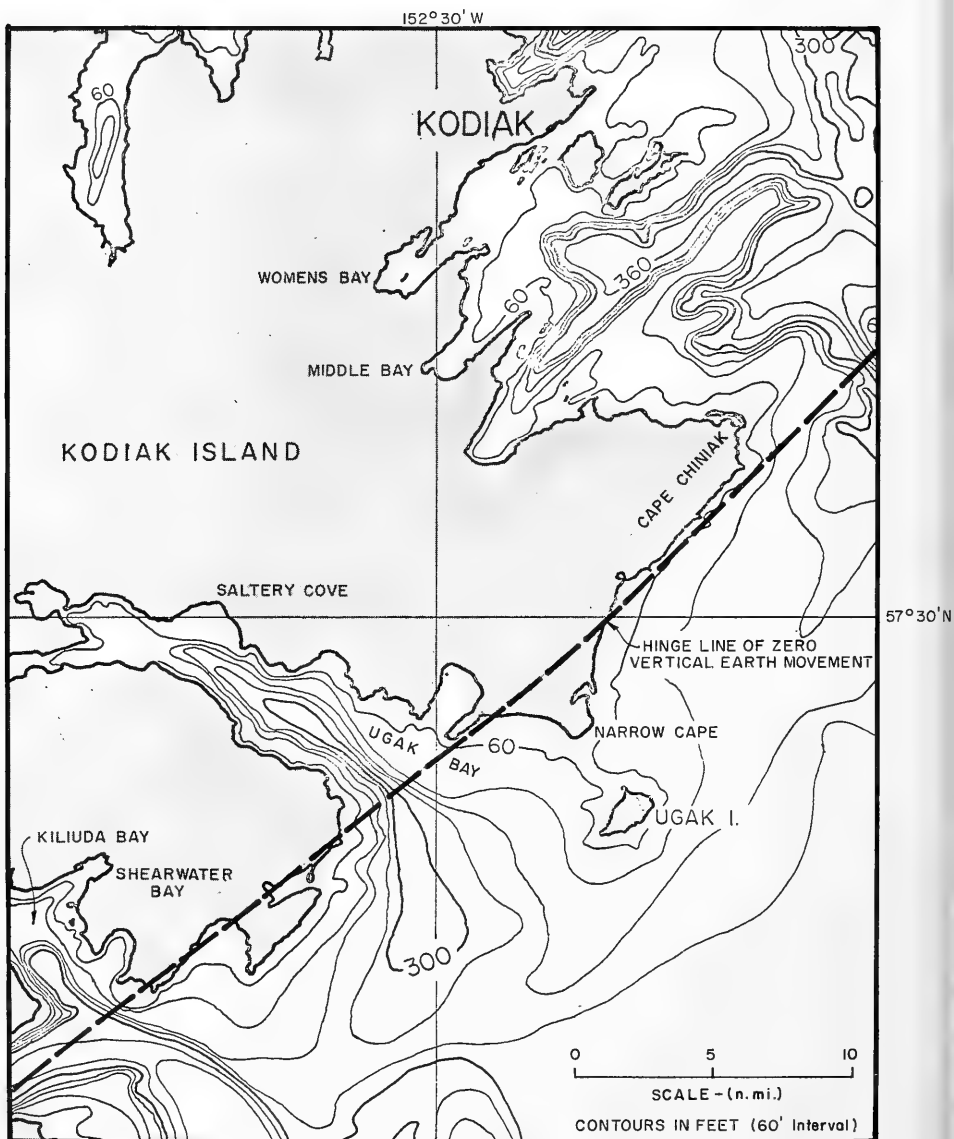 152°30' W
300
60
KODIAK
WOMENS BAY
360
60
MIDDLE BAY
KODIAK ISLAND
CAPE CHINIAK
SALTERY COVE
57°30'N
HINGE LINE OF ZERO
VERTICAL EARTH MOVEMENT
UGAK
BAY
NARROW CAPE
60
UGAK I.
KILIUDA BAY
SHEARWATER
BAY
300
0 5 10
SCALE-(n.mi.)
CONTOURS IN FEET (60' Interval)